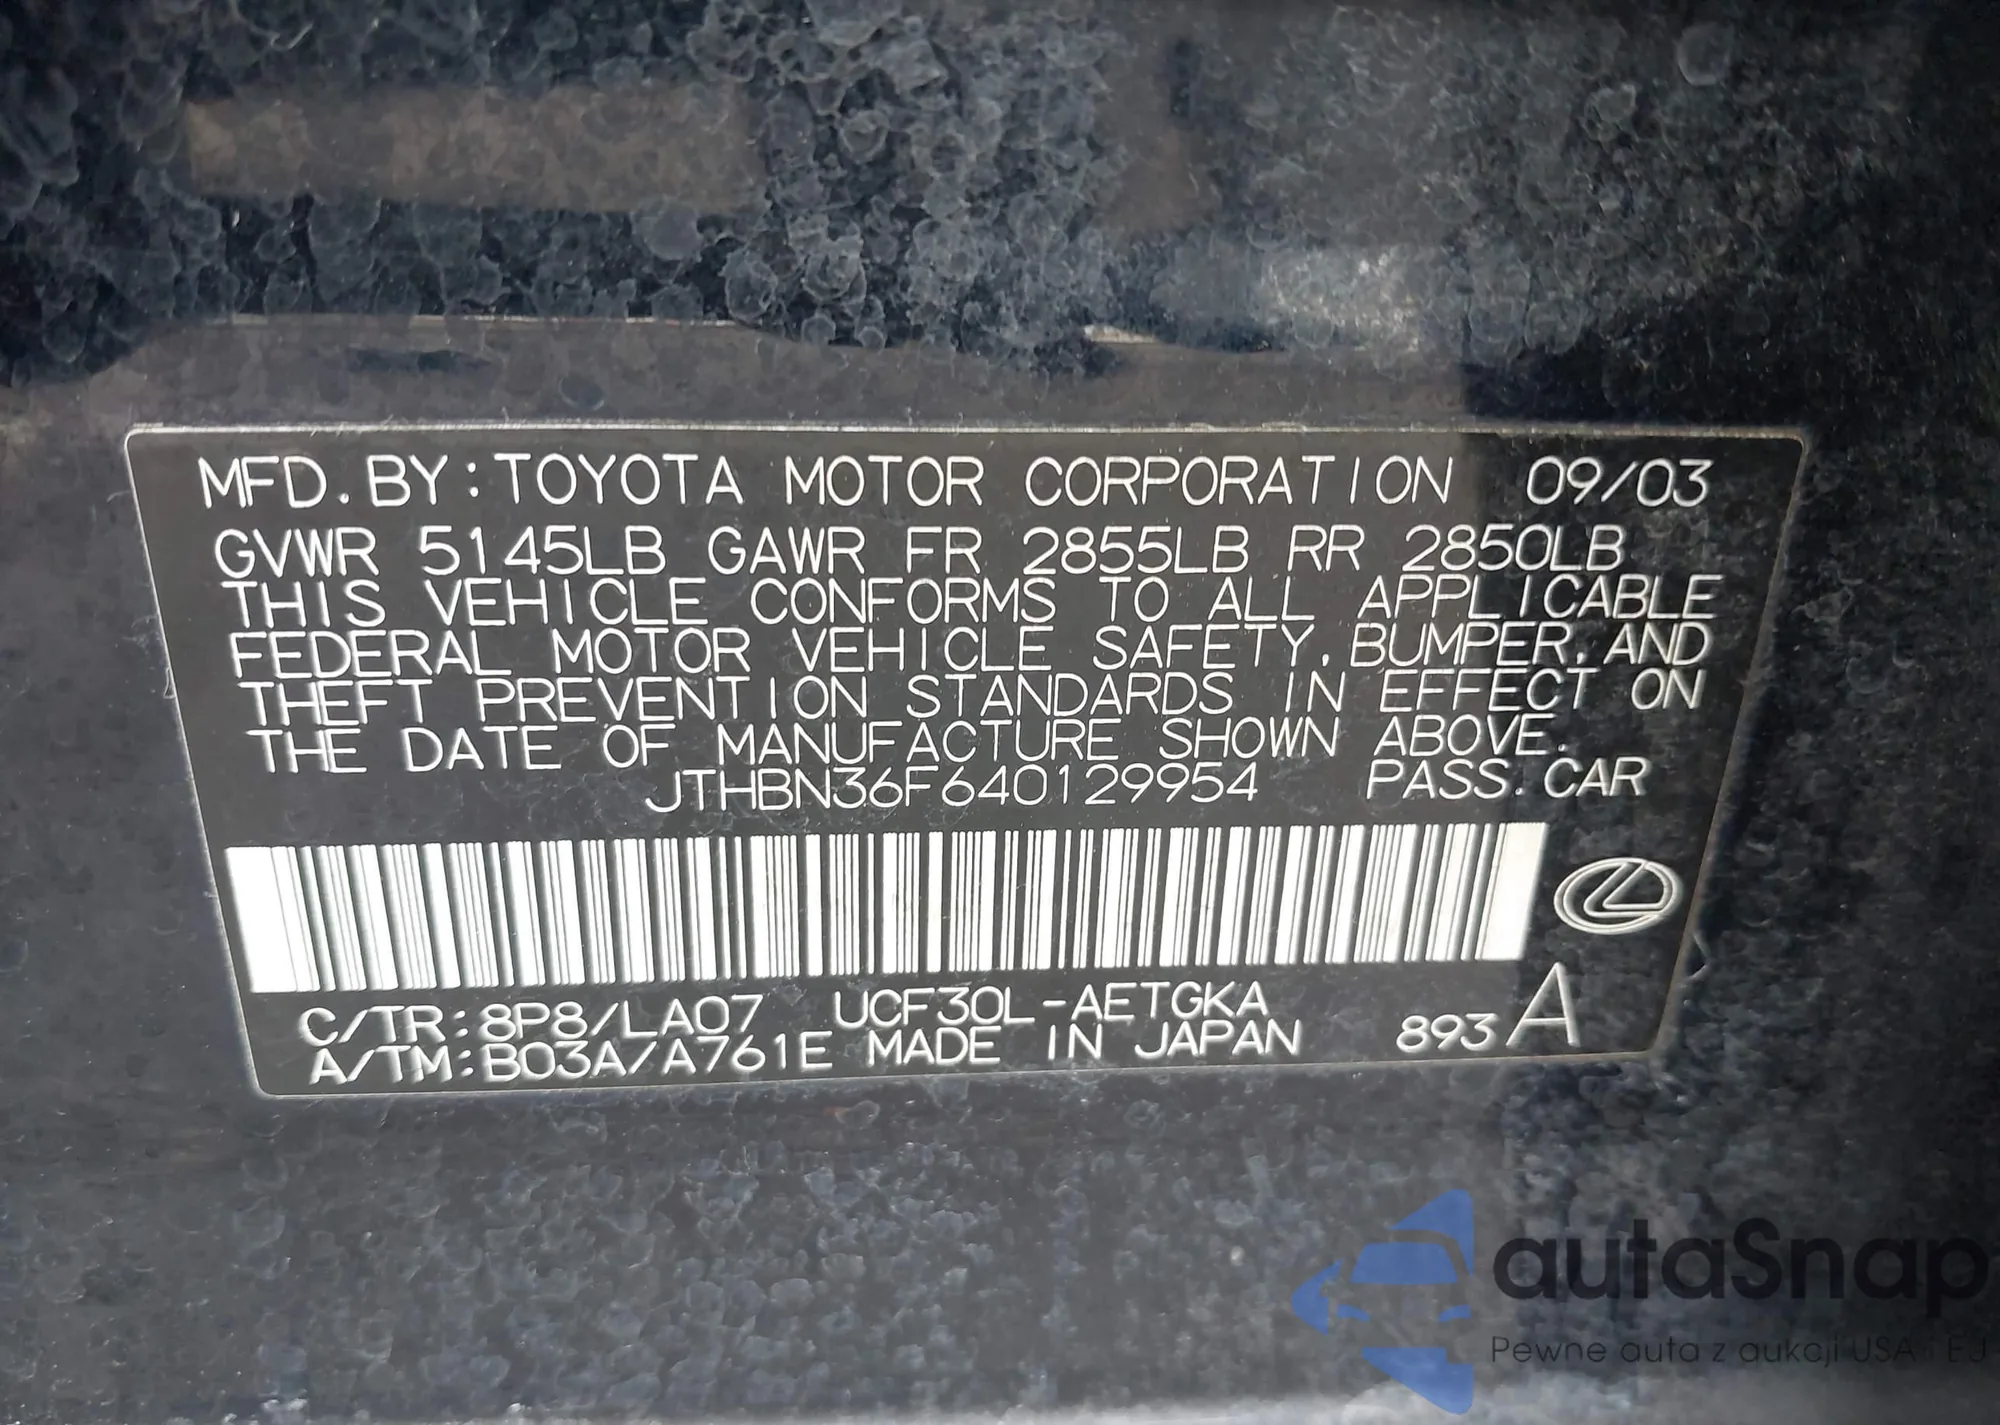 MFD. BY: TOYOTA MOTOR CORPORATION 09/03
GVWR 5145LB GAWR FR 2855LB RR 2850LB
THIS VEHICLE CONFORMS TO ALL APPLICABLE
FEDERAL MOTOR VEHICLE SAFETY, BUMPER, AND
THEFT PREVENTION STANDARDS IN EFFECT ON
THE DATE OF MANUFACTURE SHOWN ABOVE.
JTHBN36F640129954 PASS. CAR
C/TR: 8P8/LA07 UCF30L-AETGKA
A/TM: B03A/A761E MADE IN JAPAN 893 A
autaSnap
Pewne auta z aukcji USA i EU